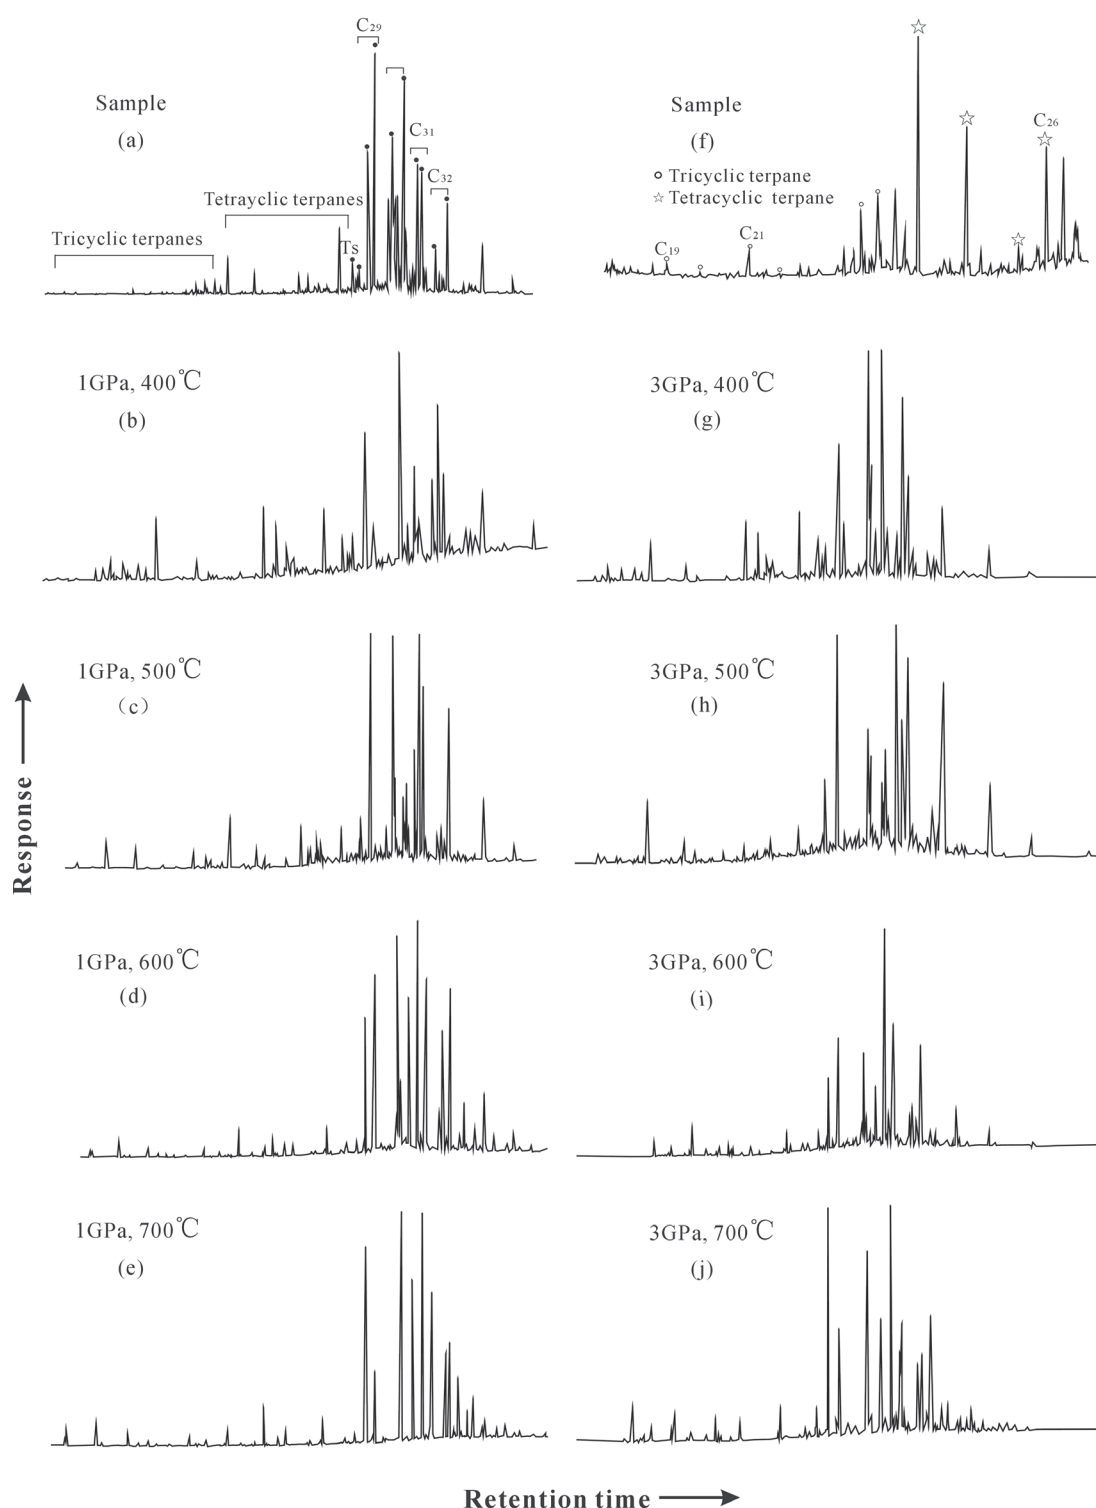 C29
Sample
(a)
C31
C32
Tetrayclic terpanes
Ts
Tricyclic terpanes
Sample
(f)
C26
Tricyclic terpane
Tetracyclic terpane
C21
C19
1GPa, 400℃
(b)
3GPa, 400℃
(g)
1GPa, 500℃
（c）
3GPa, 500℃
(h)
1GPa, 600℃
(d)
3GPa, 600℃
(i)
1GPa, 700℃
(e)
3GPa, 700℃
(j)
Response
Retention time